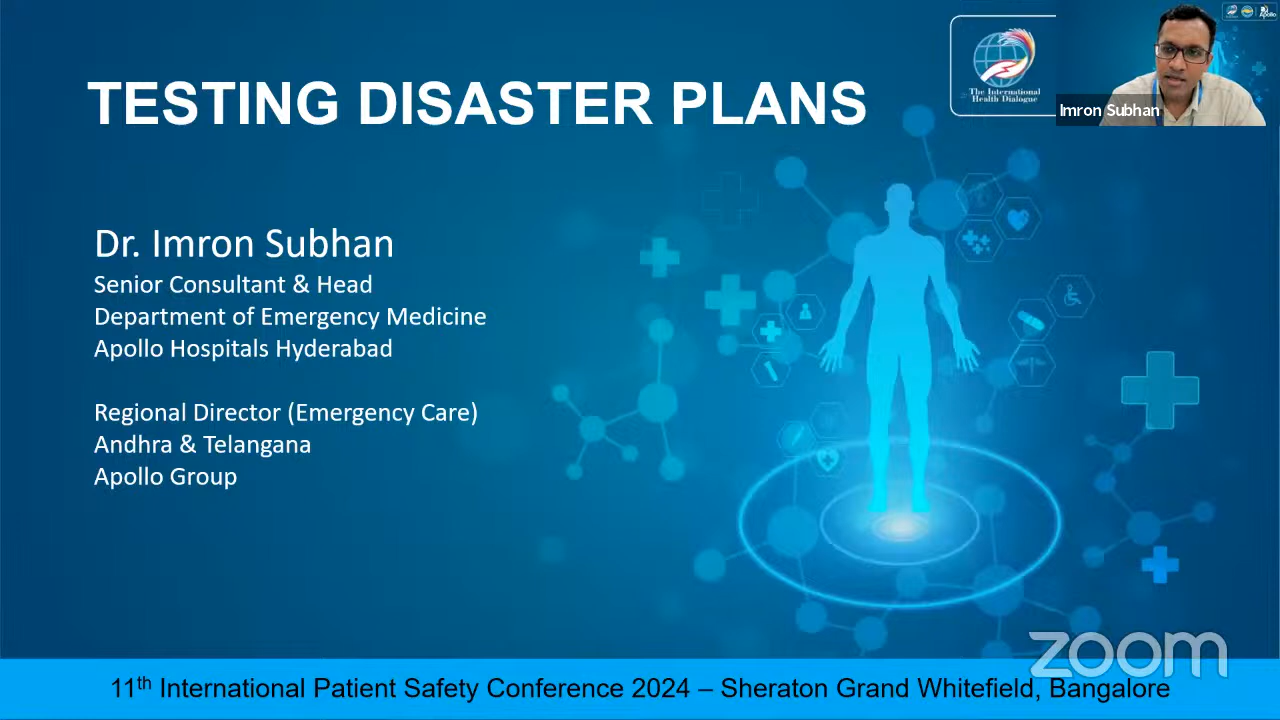 TESTING DISASTER PLANS
The International
Health Dialogue
Apollo
Imron Subhan
Dr. Imron Subhan
Senior Consultant & Head
Department of Emergency Medicine
Apollo Hospitals Hyderabad
Regional Director (Emergency Care)
Andhra & Telangana
Apollo Group
zoom
11th International Patient Safety Conference 2024 – Sheraton Grand Whitefield, Bangalore